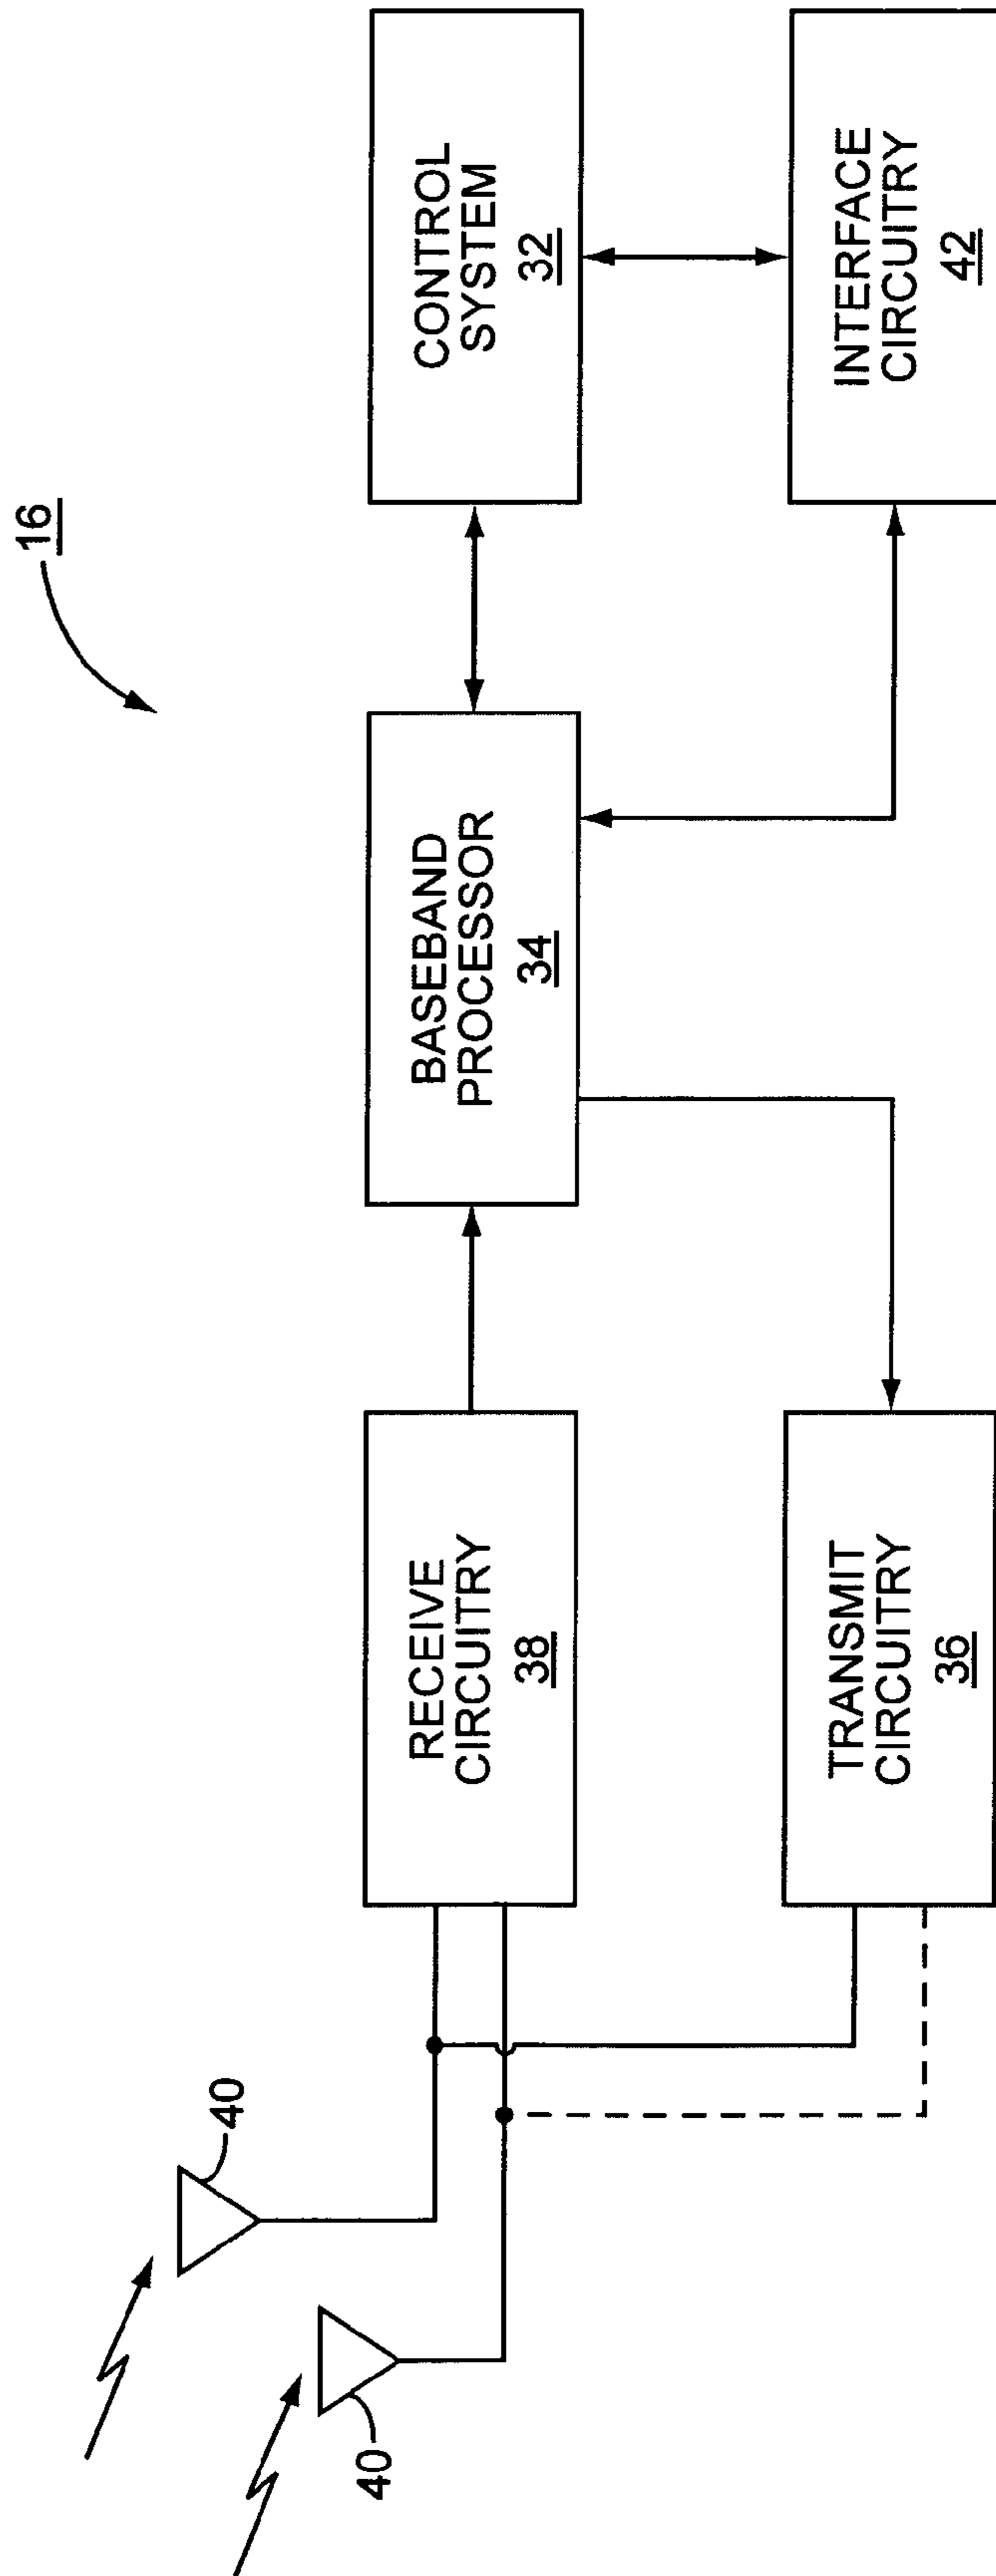 16
RECEIVE
CIRCUITRY
38
BASEBAND
PROCESSOR
34
CONTROL
SYSTEM
32
TRANSMIT
CIRCUITRY
36
INTERFACE
CIRCUITRY
42
40
40